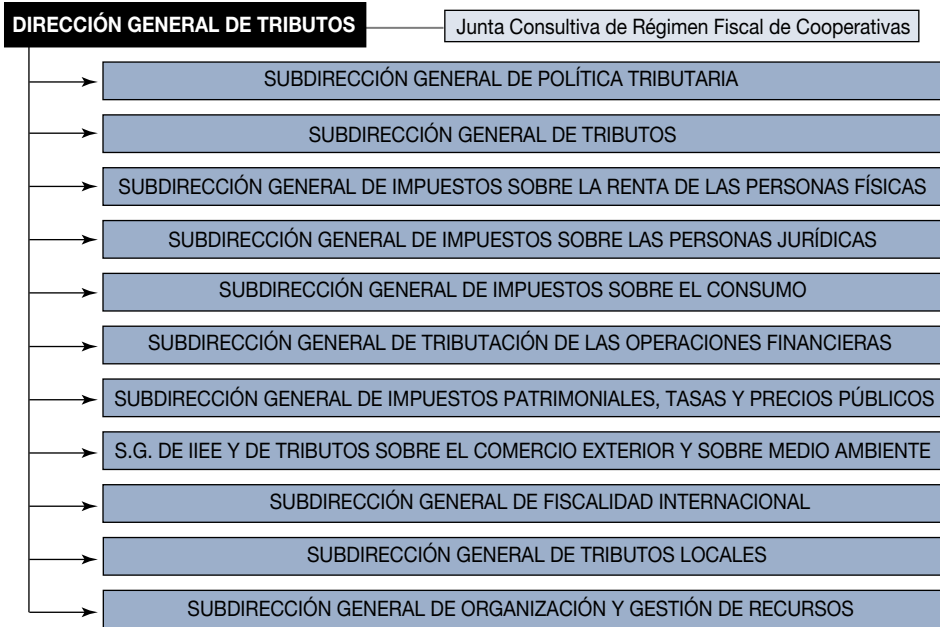 DIRECCIÓN GENERAL DE TRIBUTOS
Junta Consultiva de Régimen Fiscal de Cooperativas
SUBDIRECCIÓN GENERAL DE POLÍTICA TRIBUTARIA
SUBDIRECCIÓN GENERAL DE TRIBUTOS
SUBDIRECCIÓN GENERAL DE IMPUESTOS SOBRE LA RENTA DE LAS PERSONAS FÍSICAS
SUBDIRECCIÓN GENERAL DE IMPUESTOS SOBRE LAS PERSONAS JURÍDICAS
SUBDIRECCIÓN GENERAL DE IMPUESTOS SOBRE EL CONSUMO
SUBDIRECCIÓN GENERAL DE TRIBUTACIÓN DE LAS OPERACIONES FINANCIERAS
SUBDIRECCIÓN GENERAL DE IMPUESTOS PATRIMONIALES, TASAS Y PRECIOS PÚBLICOS
S.G. DE IIEE Y DE TRIBUTOS SOBRE EL COMERCIO EXTERIOR Y SOBRE MEDIO AMBIENTE
SUBDIRECCIÓN GENERAL DE FISCALIDAD INTERNACIONAL
SUBDIRECCIÓN GENERAL DE TRIBUTOS LOCALES
SUBDIRECCIÓN GENERAL DE ORGANIZACIÓN Y GESTIÓN DE RECURSOS